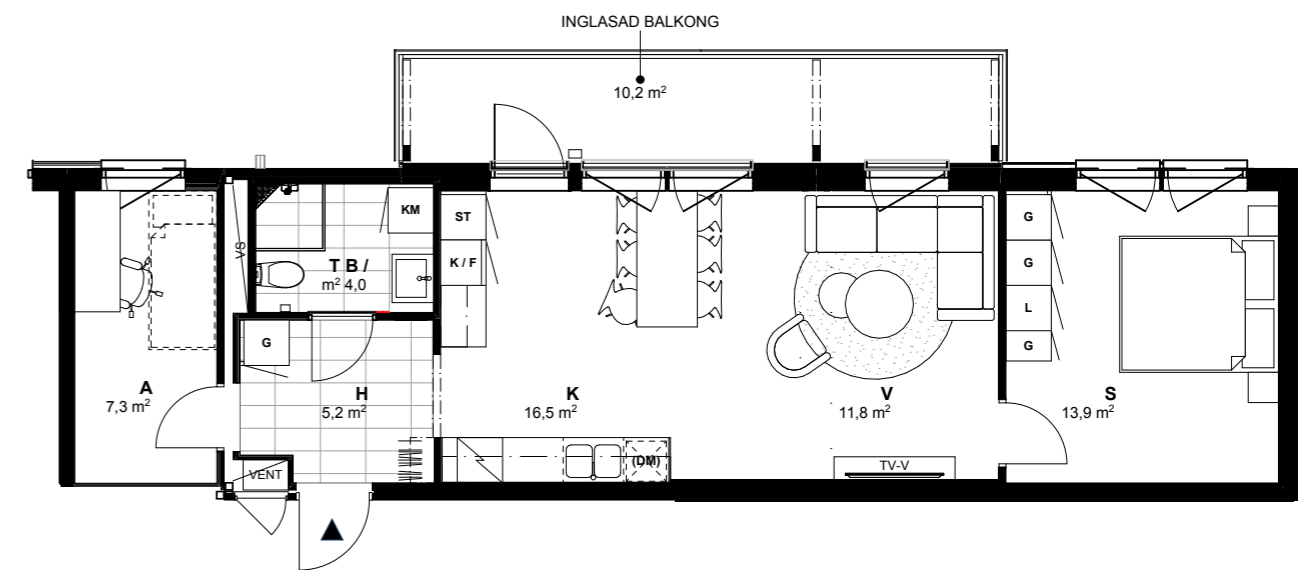 INGLASAD BALKONG
10,2 m²
VS
KM
T B /
m² 4,0
ST
K / F
G
G
L
G
G
A
7,3 m²
H
5,2 m²
K
16,5 m²
V
11,8 m²
S
13,9 m²
VENT
(DM)
TV-V